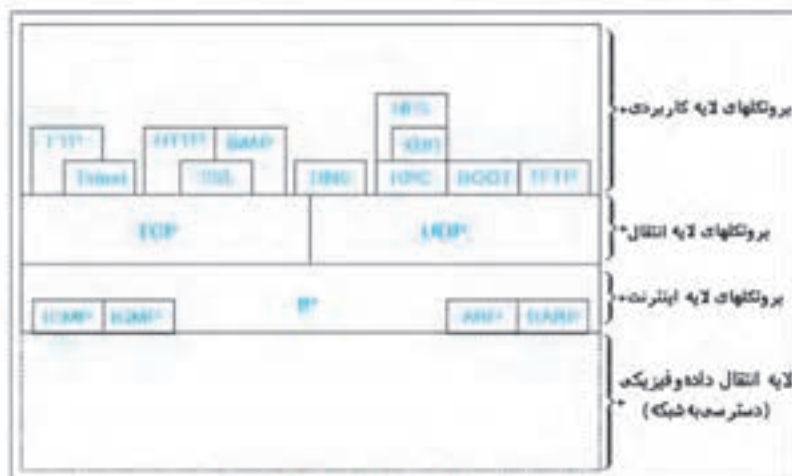 پروتکلهای لایه کاربردی
NFS
FTP
HTTP
SMTP
XDR
Telnet
SSL
DNS
RPC
BOOT
TFTP
TCP
UDP
پروتکلهای لایه انتقال
IP
پروتکلهای لایه اینترنت
ICMP
IGMP
ARP
RARP
لایه انتقال داده و فیزیکی
(دسترسی به شبکه)